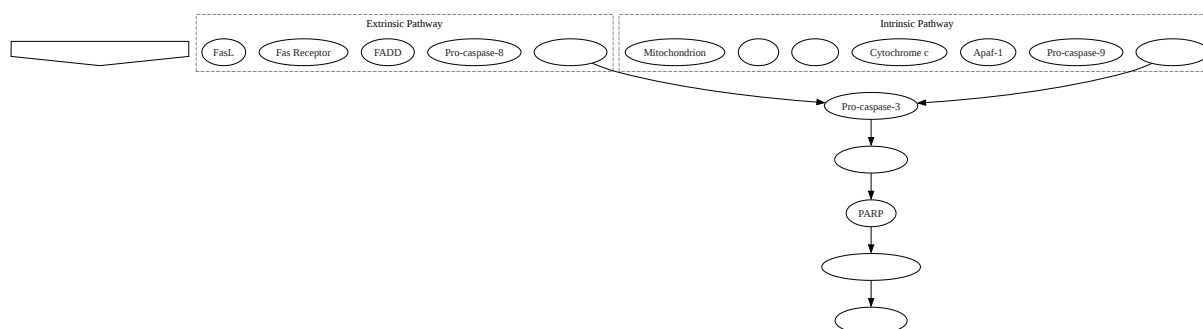 Extrinsic Pathway
Intrinsic Pathway
FasL
Fas Receptor
FADD
Pro-caspase-8
Mitochondrion
Cytochrome c
Apaf-1
Pro-caspase-9
Pro-caspase-3
PARP